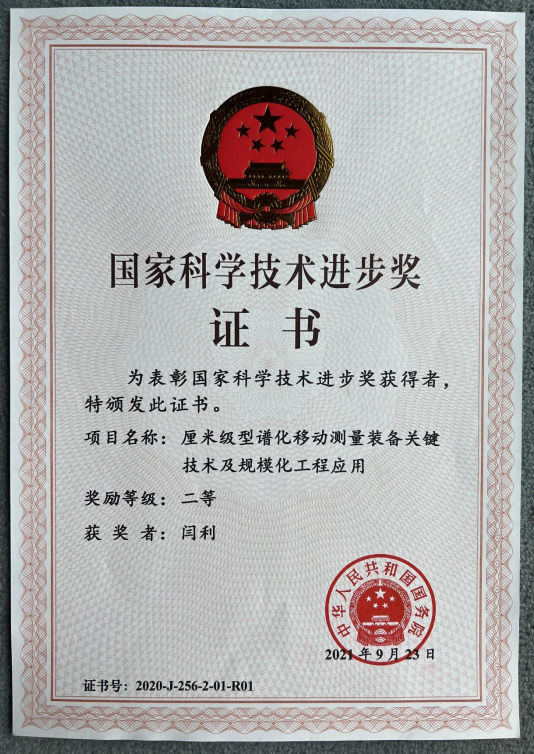 国家科学技术进步奖
证书
为表彰国家科学技术进步奖获得者，
特颁发此证书。
项目名称：厘米级型谱化移动测量装备关键
技术及规模化工程应用
奖励等级：二等
获奖者：闫利
中华人民共和国国务院
2021年9月23日
证书号：2020-J-256-2-01-R01